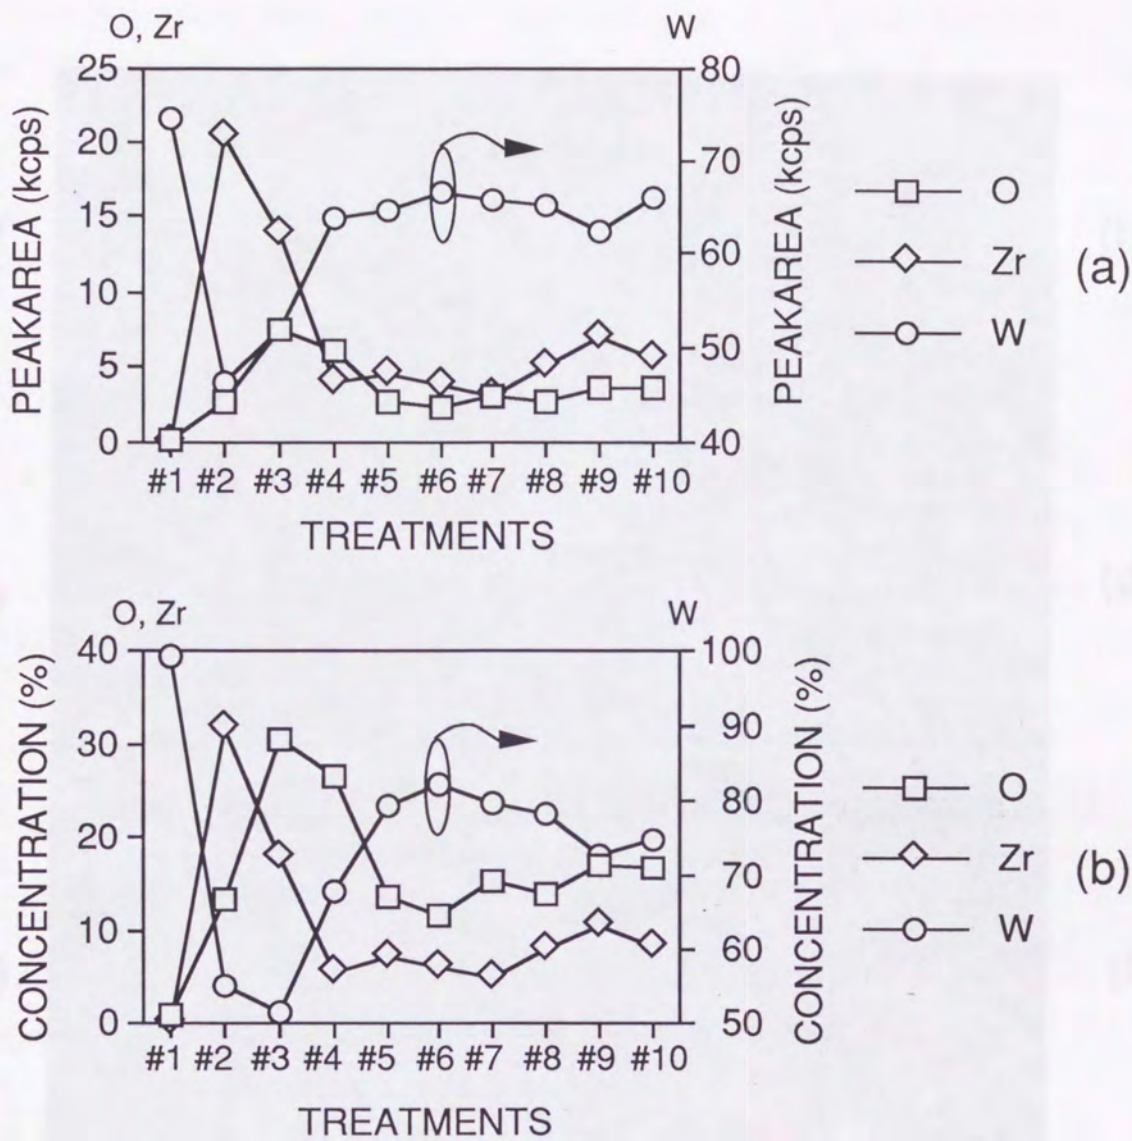 O, Zr W
25 80
20 70
15 60
10 50
5
0 40
PEAKAREA (kcps)
PEAKAREA (kcps)
#1 #2 #3 #4 #5 #6 #7 #8 #9 #10
TREATMENTS
O
Zr
W
(a)
O, Zr W
40 100
90
30
80
20
70
10 60
0 50
CONCENTRATION (%)
CONCENTRATION (%)
#1 #2 #3 #4 #5 #6 #7 #8 #9 #10
TREATMENTS
O
Zr
W
(b)